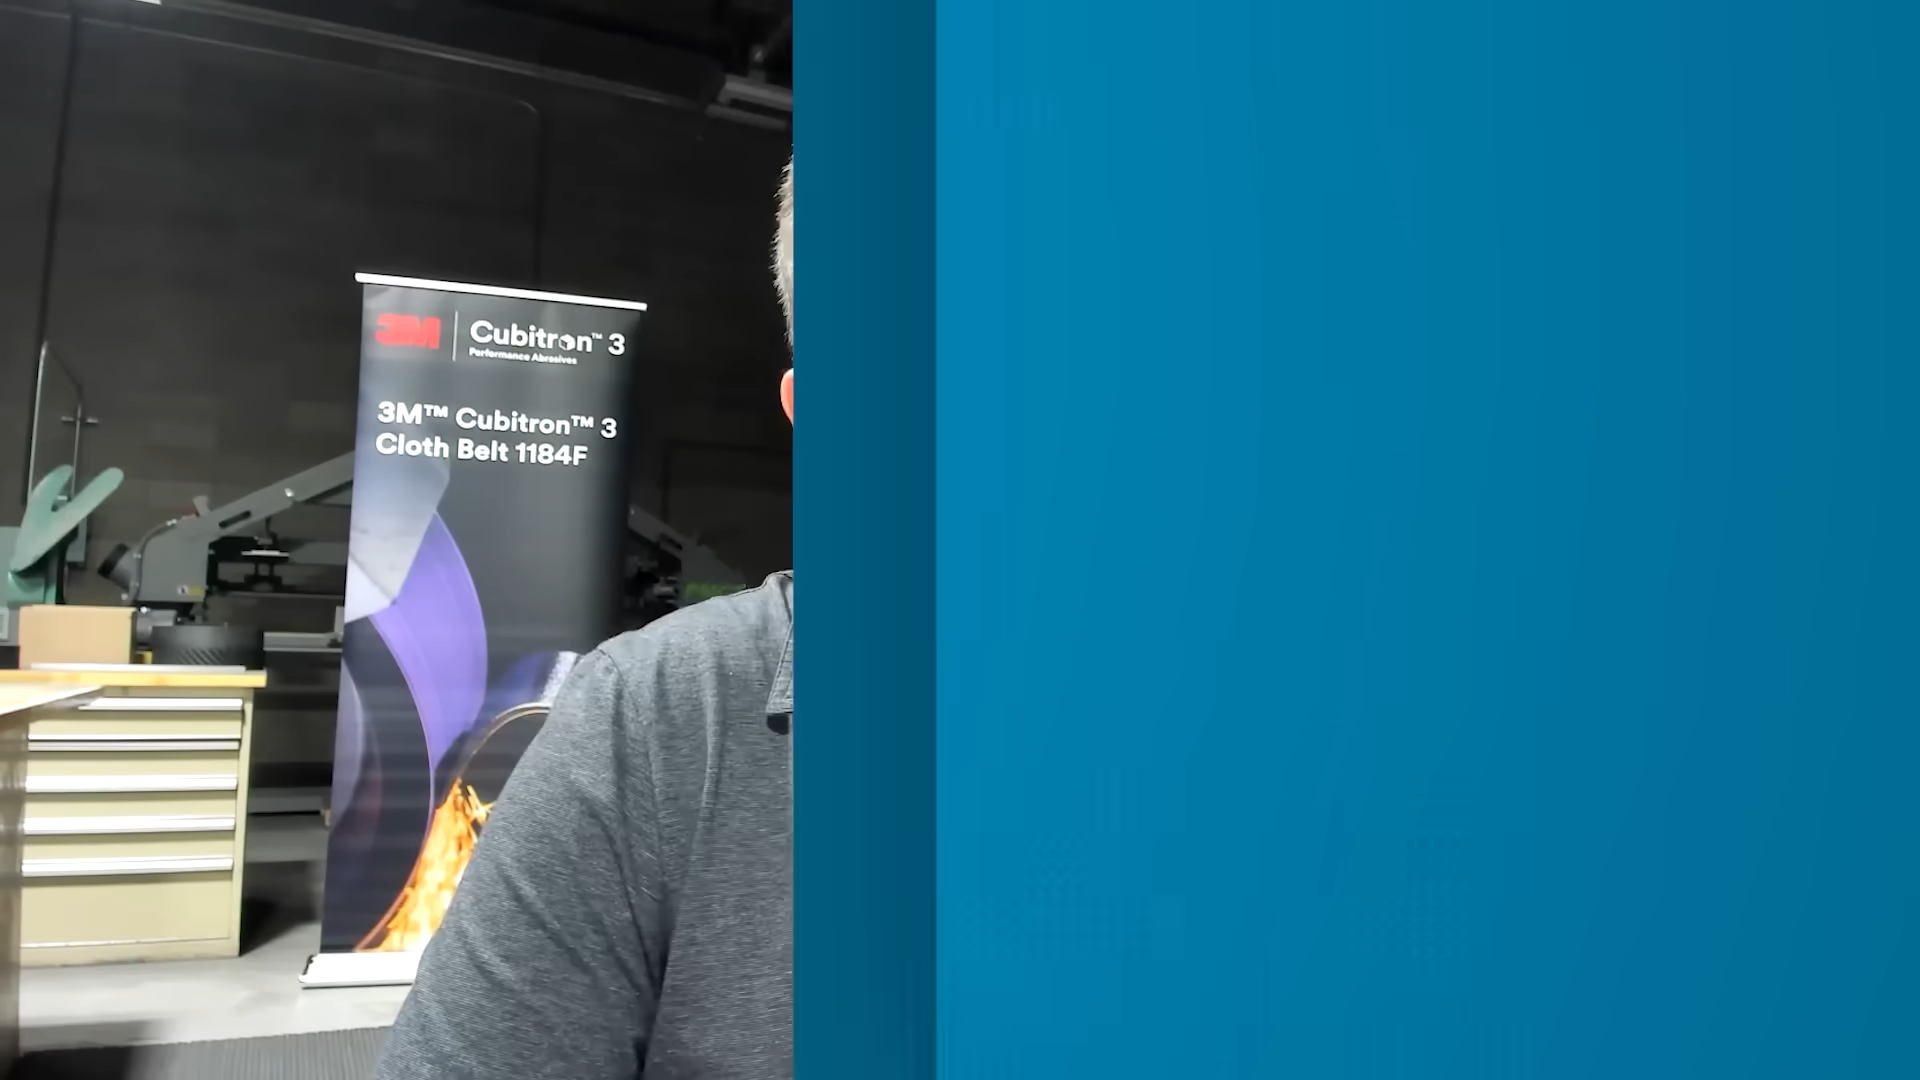 3M Cubitron™ 3
Performance Abrasives
3M™ Cubitron™ 3
Cloth Belt 1184F